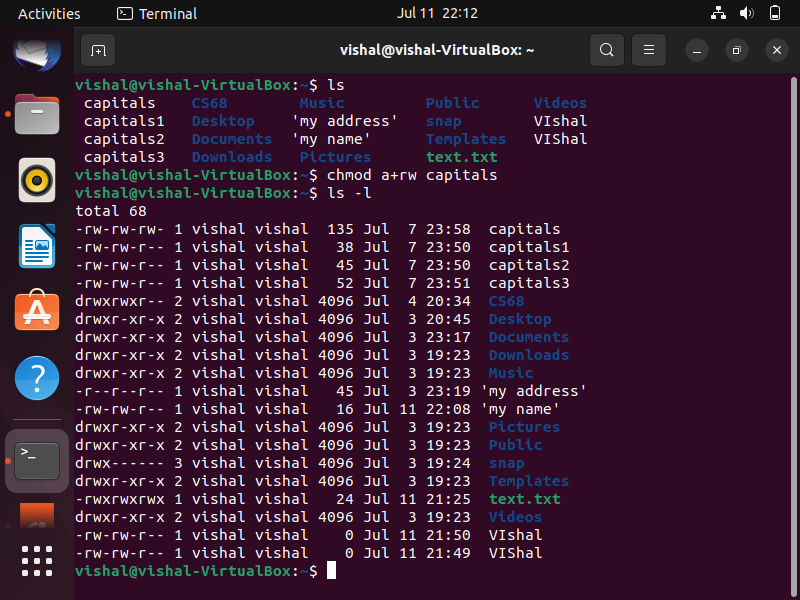 Activities Terminal Jul 11 22:12
vishal@vishal-VirtualBox: ~
vishal@vishal-VirtualBox:~$ ls
capitals CS68 Music Public Videos
capitals1 Desktop 'my address' snap VIshal
capitals2 Documents 'my name' Templates VIShal
capitals3 Downloads Pictures text.txt
vishal@vishal-VirtualBox:~$ chmod a+rw capitals
vishal@vishal-VirtualBox:~$ ls -l
total 68
-rw-rw-rw- 1 vishal vishal 135 Jul 7 23:58 capitals
-rw-rw-r-- 1 vishal vishal 38 Jul 7 23:50 capitals1
-rw-rw-r-- 1 vishal vishal 45 Jul 7 23:50 capitals2
-rw-rw-r-- 1 vishal vishal 52 Jul 7 23:51 capitals3
drwxrwxr-- 2 vishal vishal 4096 Jul 4 20:34 CS68
drwxr-xr-x 2 vishal vishal 4096 Jul 3 20:45 Desktop
drwxr-xr-x 2 vishal vishal 4096 Jul 3 23:17 Documents
drwxr-xr-x 2 vishal vishal 4096 Jul 3 19:23 Downloads
drwxr-xr-x 2 vishal vishal 4096 Jul 3 19:23 Music
-r--r--r-- 1 vishal vishal 45 Jul 3 23:19 'my address'
-rw-rw-r-- 1 vishal vishal 16 Jul 11 22:08 'my name'
drwxr-xr-x 2 vishal vishal 4096 Jul 3 19:23 Pictures
drwxr-xr-x 2 vishal vishal 4096 Jul 3 19:23 Public
drwx------ 3 vishal vishal 4096 Jul 3 19:24 snap
drwxr-xr-x 2 vishal vishal 4096 Jul 3 19:23 Templates
-rwxrwxrwx 1 vishal vishal 24 Jul 11 21:25 text.txt
drwxr-xr-x 2 vishal vishal 4096 Jul 3 19:23 Videos
-rw-rw-r-- 1 vishal vishal 0 Jul 11 21:50 VIshal
-rw-rw-r-- 1 vishal vishal 0 Jul 11 21:49 VIShal
vishal@vishal-VirtualBox:~$